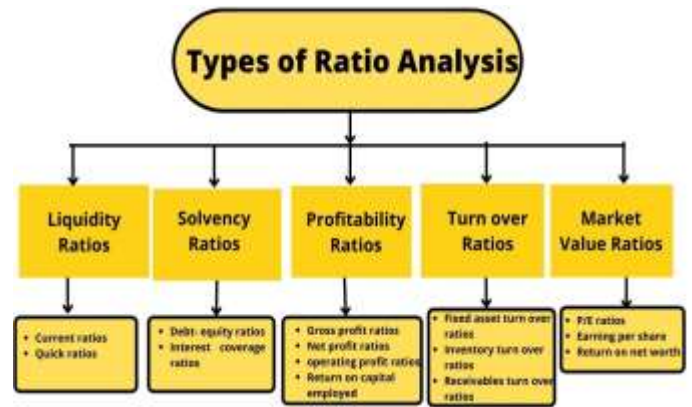 Types of Ratio Analysis
Liquidity
Ratios
Solvency
Ratios
Profitability
Ratios
Turn over
Ratios
Market
Value Ratios
• Current ratios
• Quick ratios
• Debt- equity ratios
• Interest coverage
ratios
• Gross profit ratios
• Net profit ratios
• operating profit ratios
• Return on capital
employed
• Fixed asset turn over
ratios
• Inventory turn over
ratios
• Receivables turn over
ratios
• P/E ratios
• Earning per share
• Return on net worth